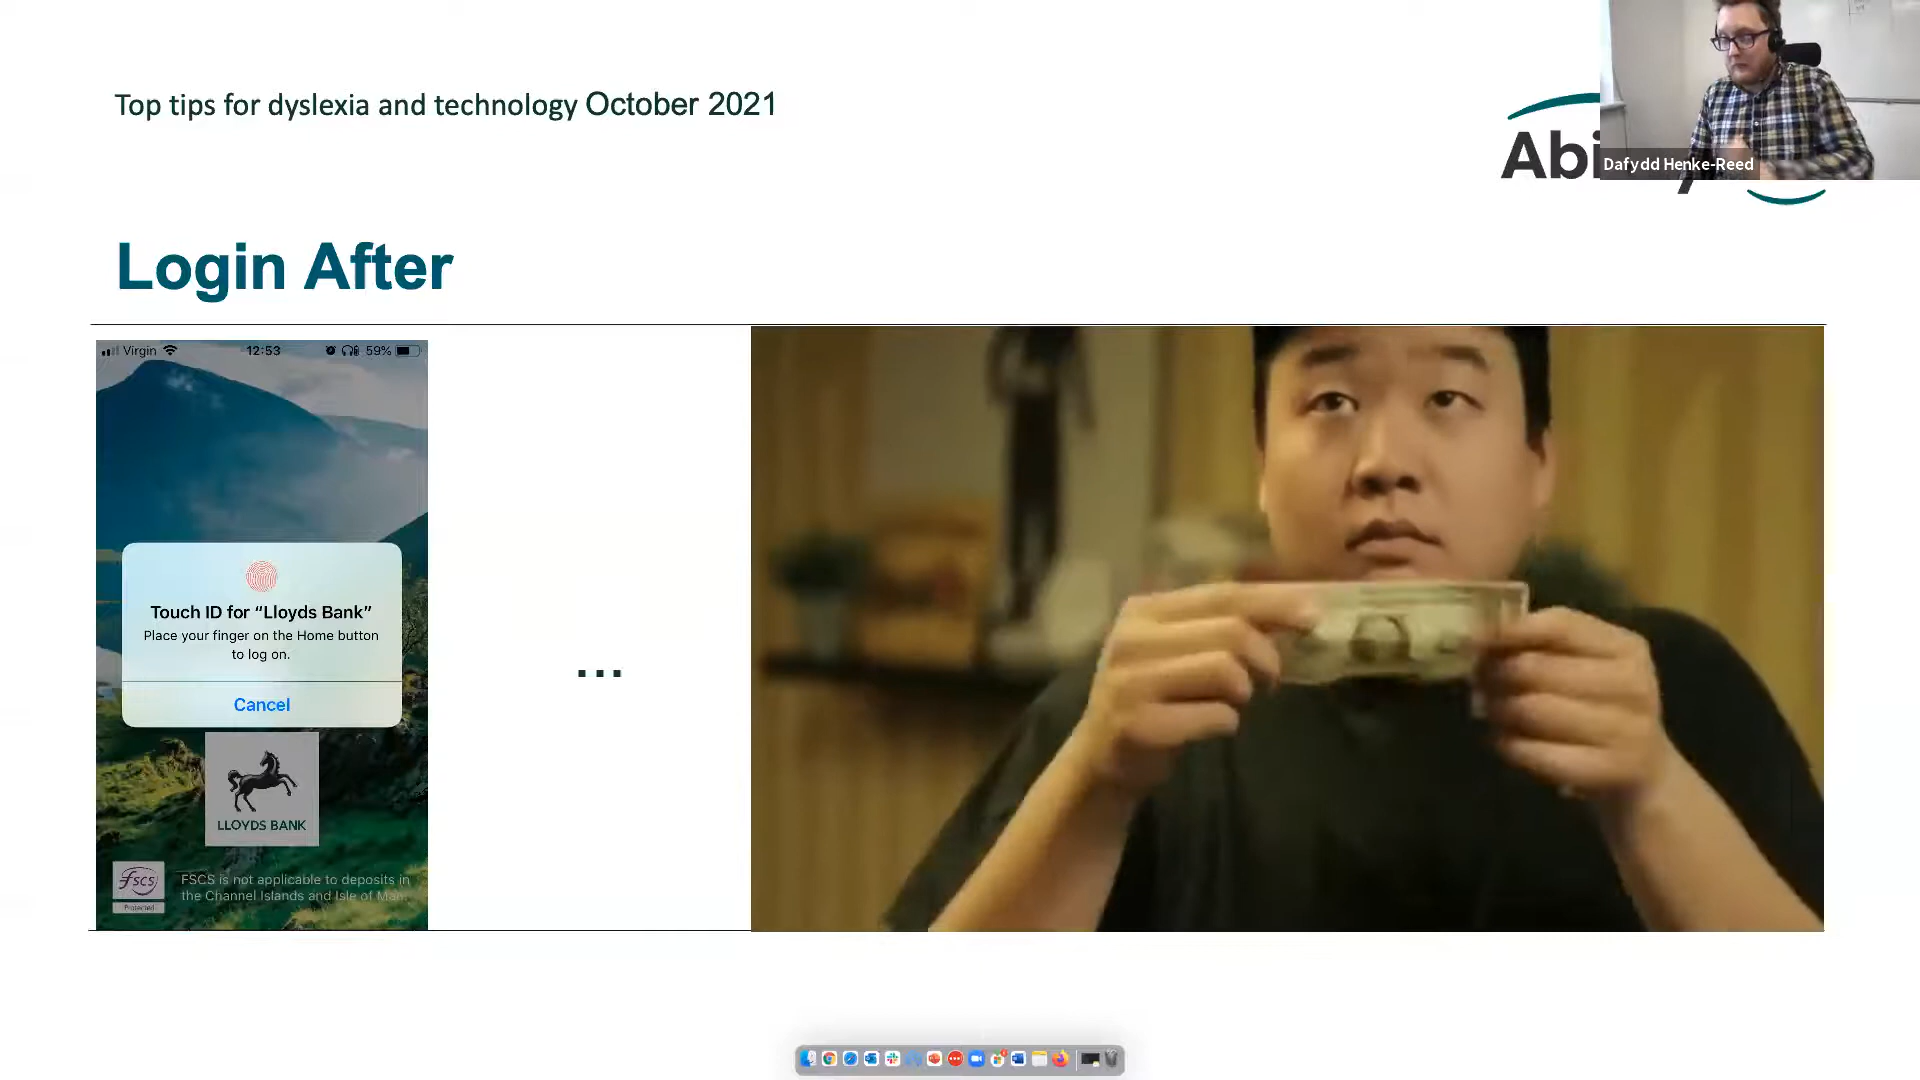 Top tips for dyslexia and technology October 2021
Abi
Dafydd Henke-Reed
Login After
Virgin 12:53 59%
Touch ID for “Lloyds Bank”
Place your finger on the Home button
to log on.
Cancel
...
LLOYDS BANK
FSCS
Protected
FSCS is not applicable to deposits in
the Channel Islands and Isle of Man.